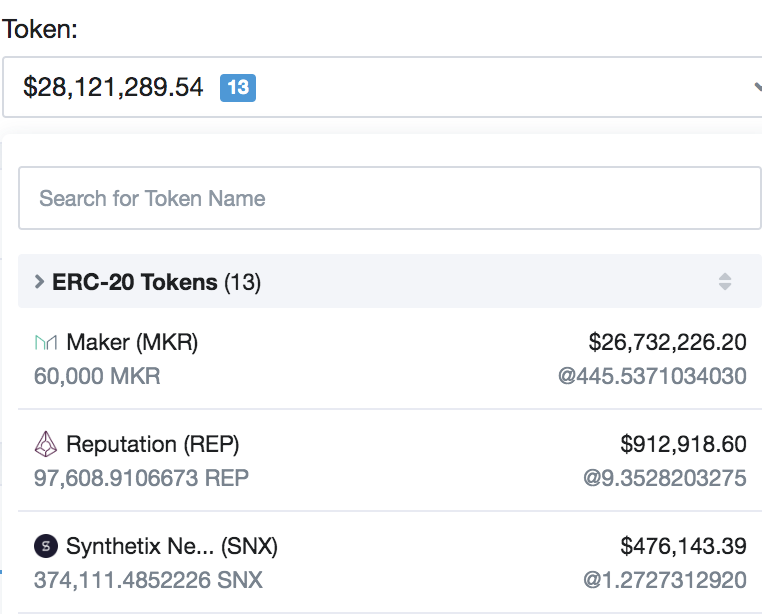 Token:
$28,121,289.54 13
Search for Token Name
ERC-20 Tokens (13)
Maker (MKR) $26,732,226.20
60,000 MKR @445.5371034030
Reputation (REP) $912,918.60
97,608.9106673 REP @9.3528203275
Synthetix Ne... (SNX) $476,143.39
374,111.4852226 SNX @1.2727312920